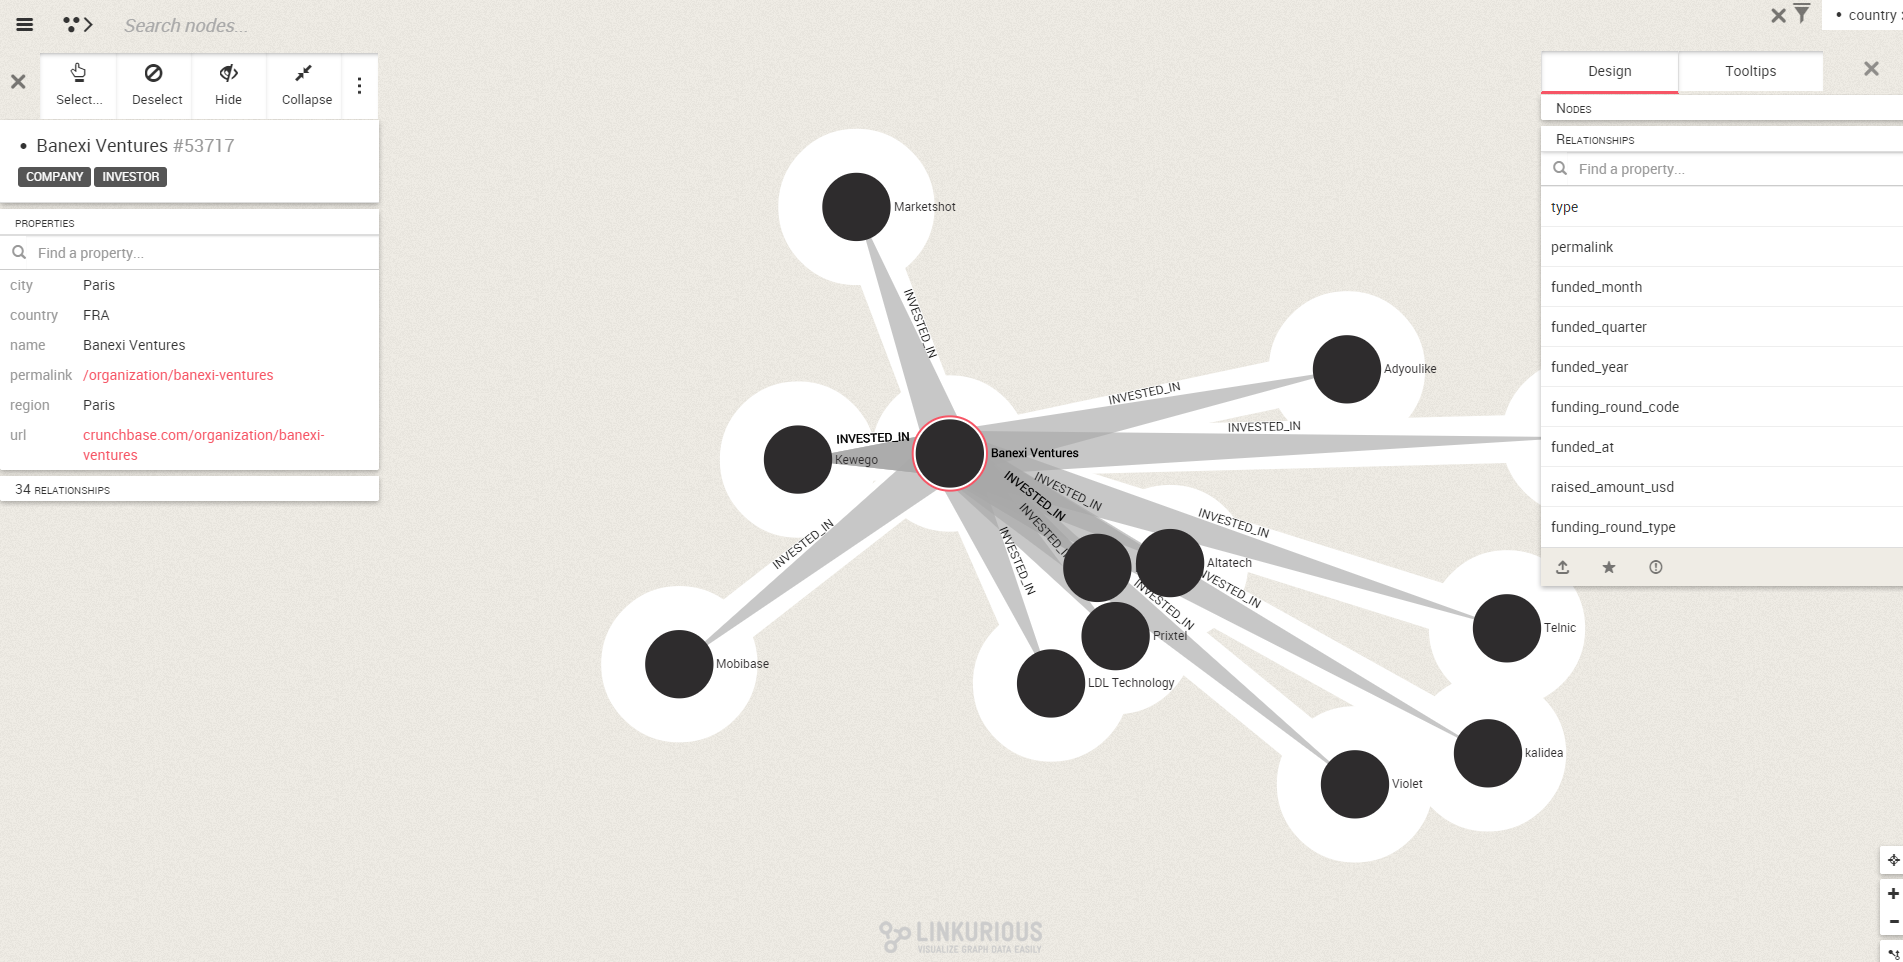 Search nodes...
country
Select...
Deselect
Hide
Collapse
Banexi Ventures #53717
COMPANY INVESTOR
PROPERTIES
Find a property...
city Paris
country FRA
name Banexi Ventures
permalink /organization/banexi-ventures
region Paris
url crunchbase.com/organization/banexi-
ventures
34 RELATIONSHIPS
Marketshot
INVESTED_IN
Adyoulike
INVESTED_IN
INVESTED_IN
INVESTED_IN
Kewego
Banexi Ventures
INVESTED_IN
INVESTED_IN
INVESTED_IN
INVESTED_IN
INVESTED_IN
INVESTED_IN
Altatech
INVESTED_IN
INVESTED_IN
Prixtel
Telnic
Mobibase
LDL Technology
kalidea
Violet
Design
Tooltips
NODES
RELATIONSHIPS
Find a property...
type
permalink
funded_month
funded_quarter
funded_year
funding_round_code
funded_at
raised_amount_usd
funding_round_type
LINKURIOUS
VISUALIZE GRAPH DATA EASILY